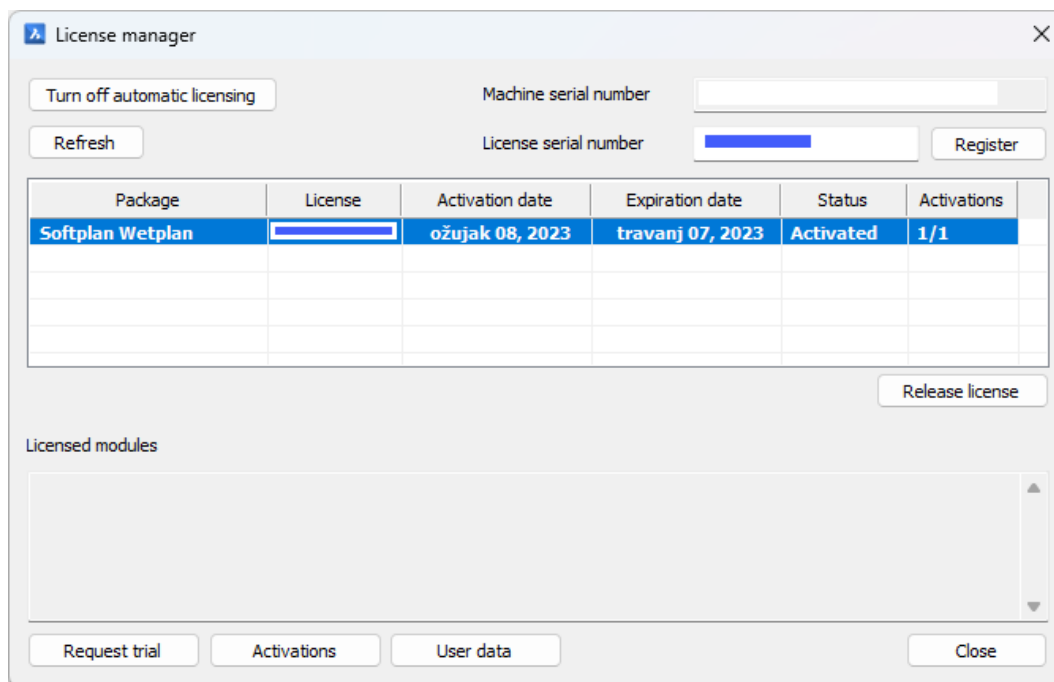 License manager
Turn off automatic licensing
Machine serial number
Refresh
License serial number
Register
Package License Activation date Expiration date Status Activations
Softplan Wetplan ožujak 08, 2023 travanj 07, 2023 Activated 1/1
Release license
Licensed modules
Request trial Activations User data Close